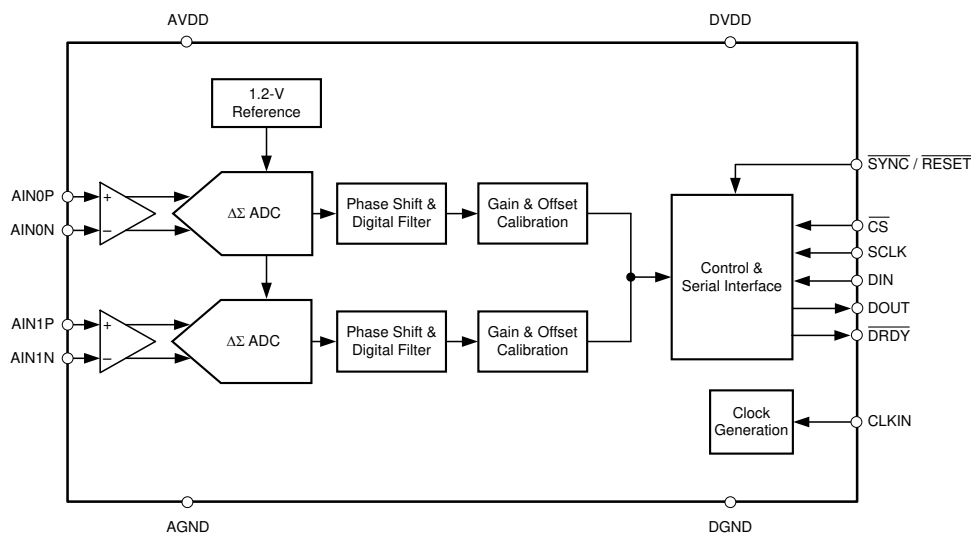 AVDD
DVDD
1.2-V
Reference
SYNC / RESET
AIN0P
+
AIN0N
−
ΔΣ ADC
Phase Shift &
Digital Filter
Gain & Offset
Calibration
CS
SCLK
Control &
Serial Interface
DIN
DOUT
DRDY
AIN1P
+
AIN1N
−
ΔΣ ADC
Phase Shift &
Digital Filter
Gain & Offset
Calibration
Clock
Generation
CLKIN
AGND
DGND